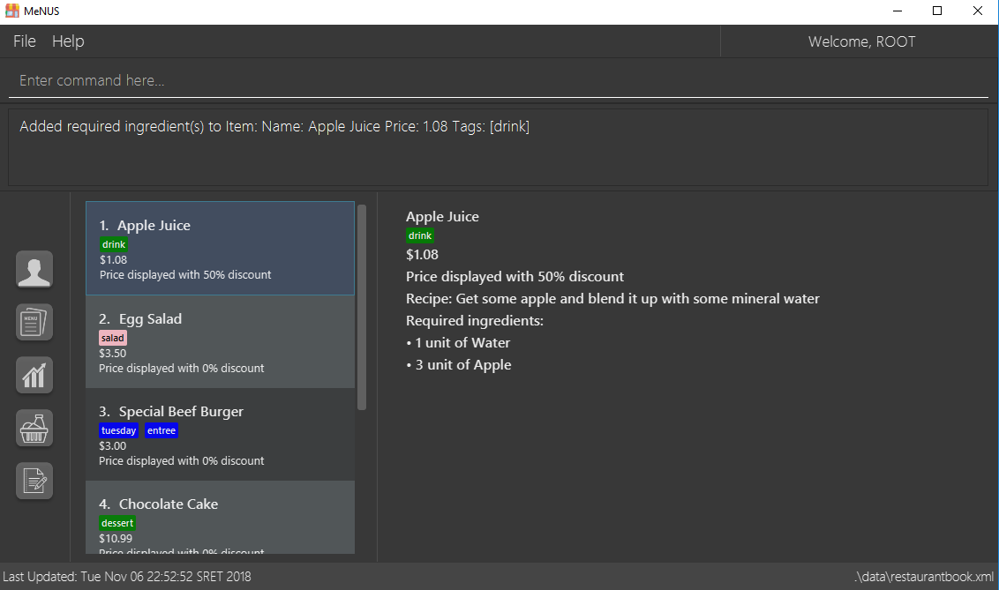 MeNUS
File Help
Welcome, ROOT
Enter command here...
Added required ingredient(s) to Item: Name: Apple Juice Price: 1.08 Tags: [drink]
MENU
1. Apple Juice
drink
$1.08
Price displayed with 50% discount
2. Egg Salad
salad
$3.50
Price displayed with 0% discount
3. Special Beef Burger
tuesday entree
$3.00
Price displayed with 0% discount
4. Chocolate Cake
dessert
$10.99
Price displayed with 0% discount
Apple Juice
drink
$1.08
Price displayed with 50% discount
Recipe: Get some apple and blend it up with some mineral water
Required ingredients:
• 1 unit of Water
• 3 unit of Apple
Last Updated: Tue Nov 06 22:52:52 SRET 2018
.\data\restaurantbook.xml